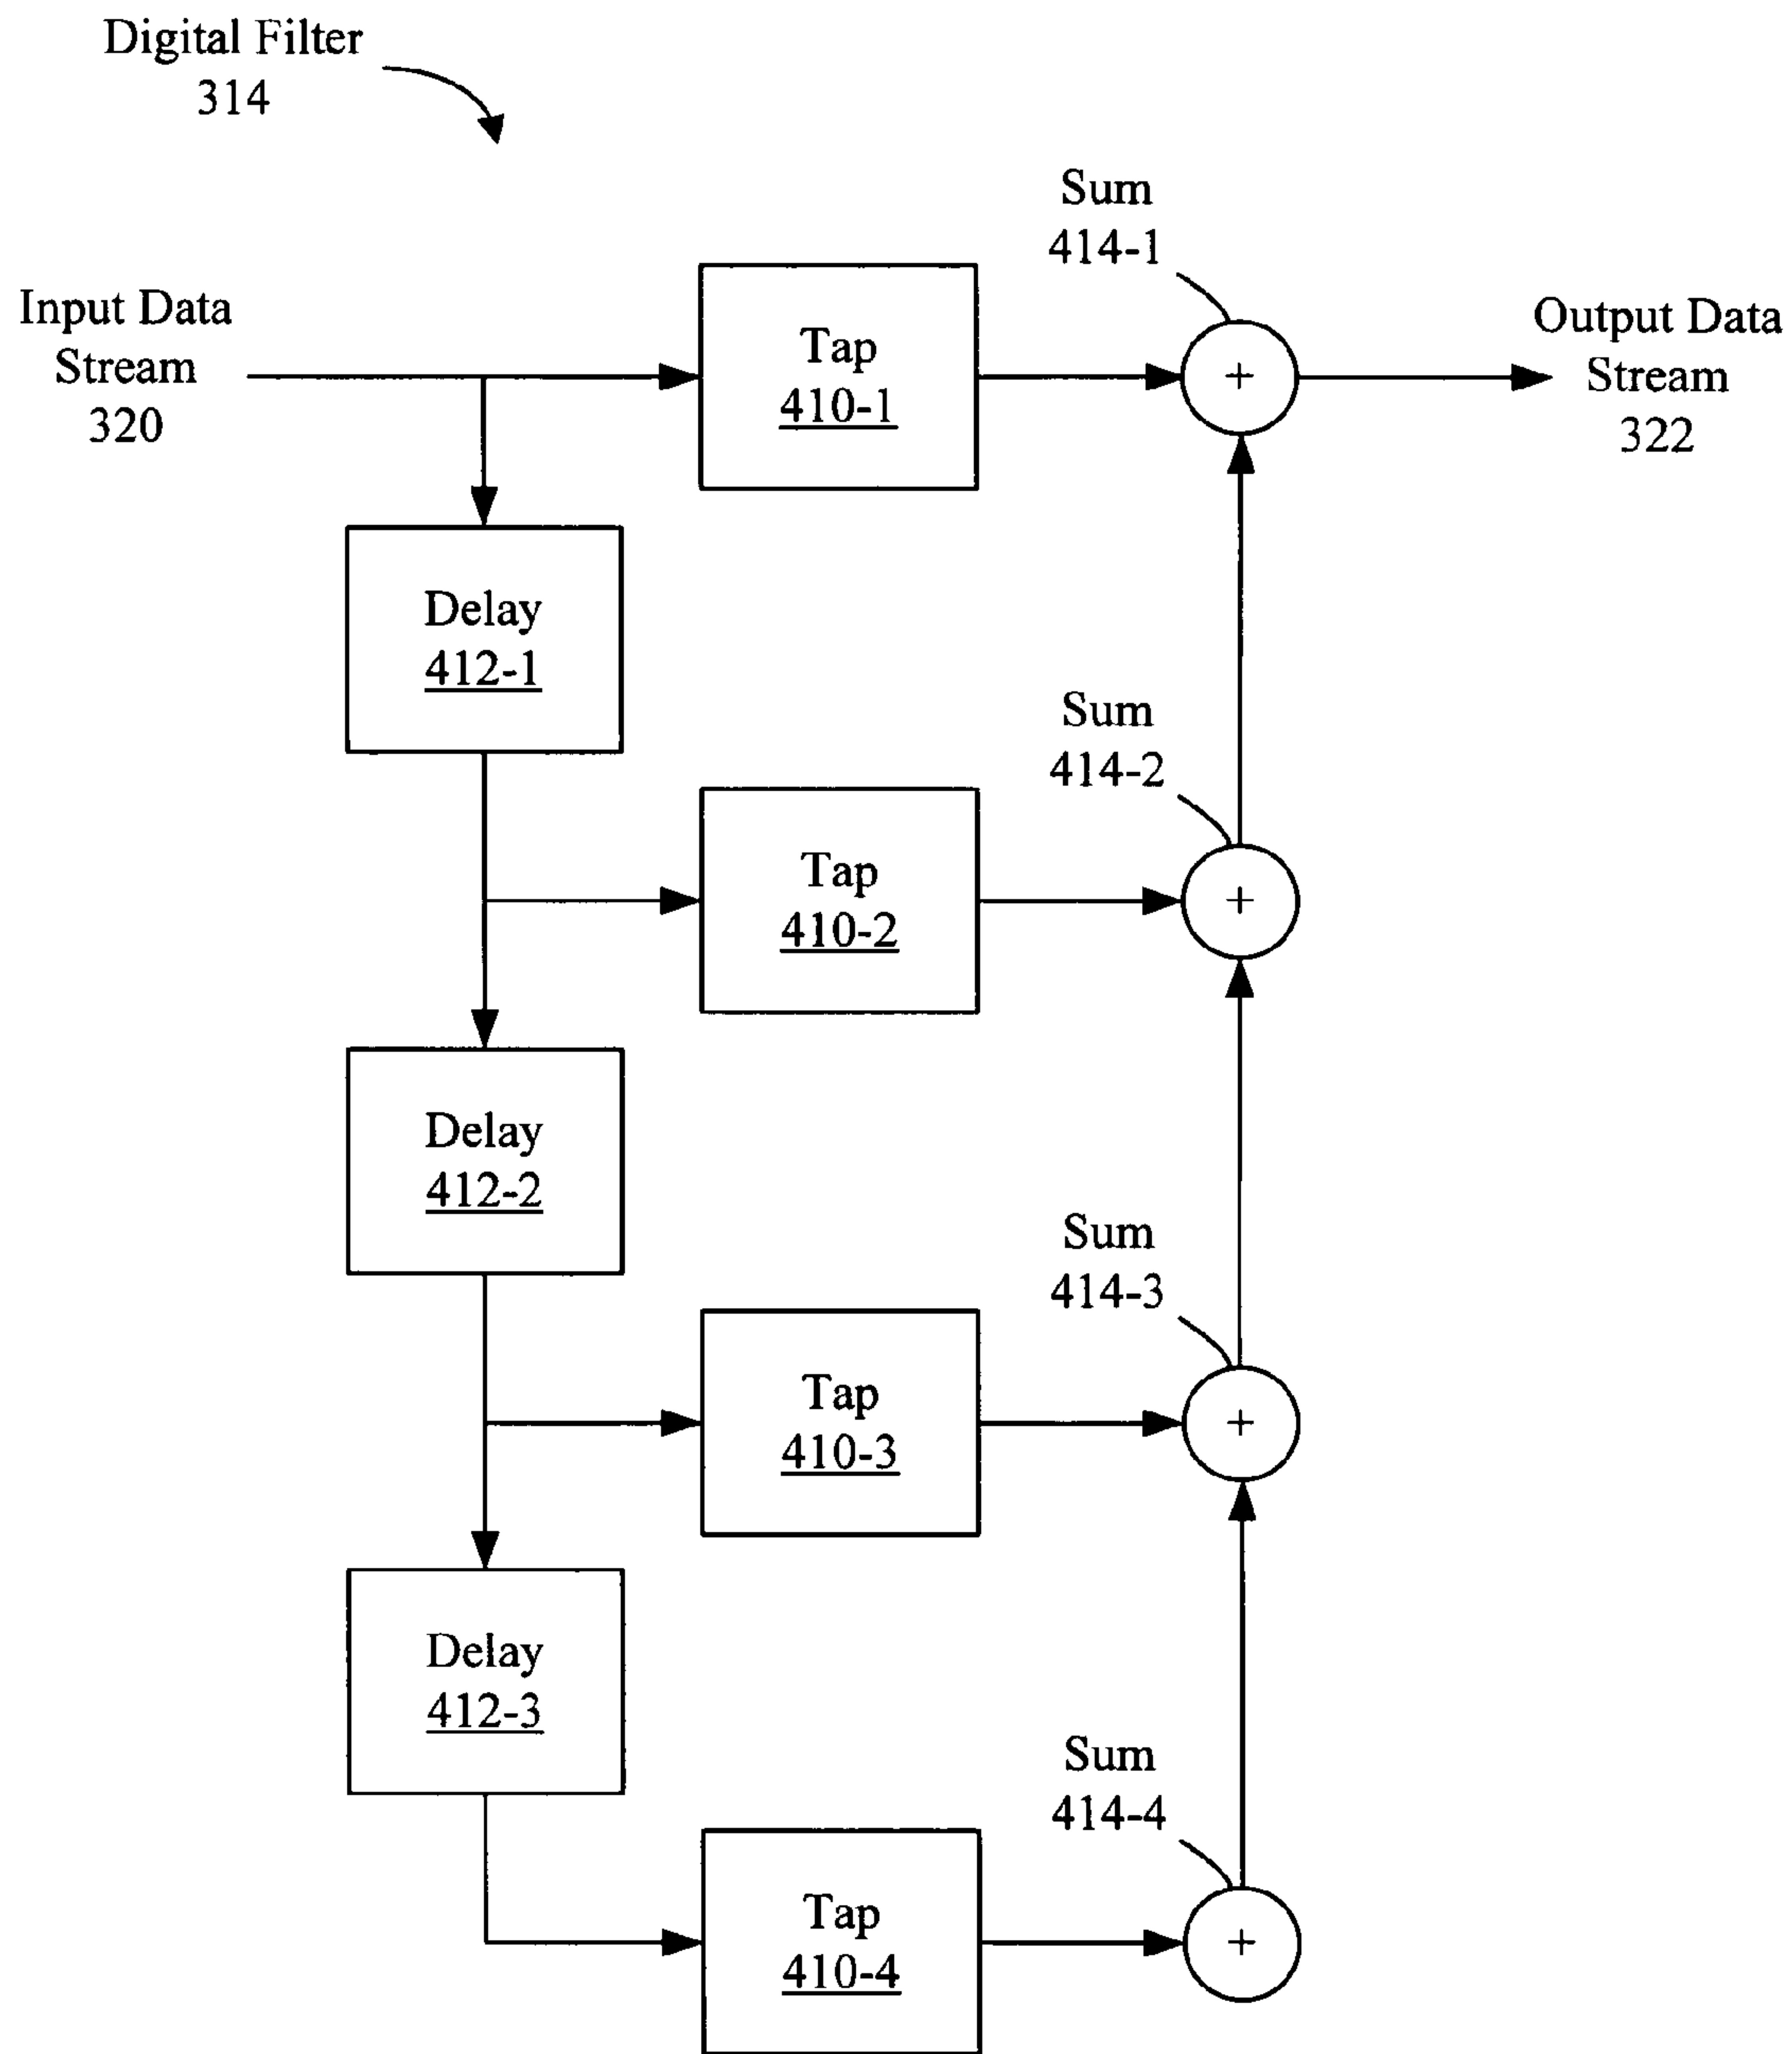 Digital Filter
314
Sum
414-1
Input Data
Stream
320
Tap
410-1
+
Output Data
Stream
322
Delay
412-1
Sum
414-2
Tap
410-2
+
Delay
412-2
Sum
414-3
Tap
410-3
+
Delay
412-3
Sum
414-4
Tap
410-4
+